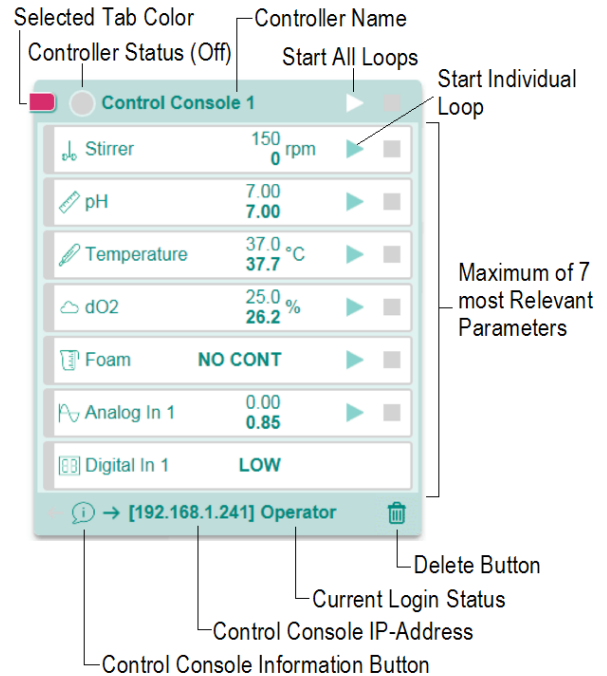 Selected Tab Color
Controller Name
Controller Status (Off)
Start All Loops
Start Individual
Loop
Control Console 1
Stirrer
150
0 rpm
pH
7.00
7.00
Temperature
37.0 °C
37.7
dO2
25.0 %
26.2
Foam NO CONT
Analog In 1
0.00
0.85
Digital In 1 LOW
Maximum of 7
most Relevant
Parameters
→ [192.168.1.241] Operator
Delete Button
Current Login Status
Control Console IP-Address
Control Console Information Button